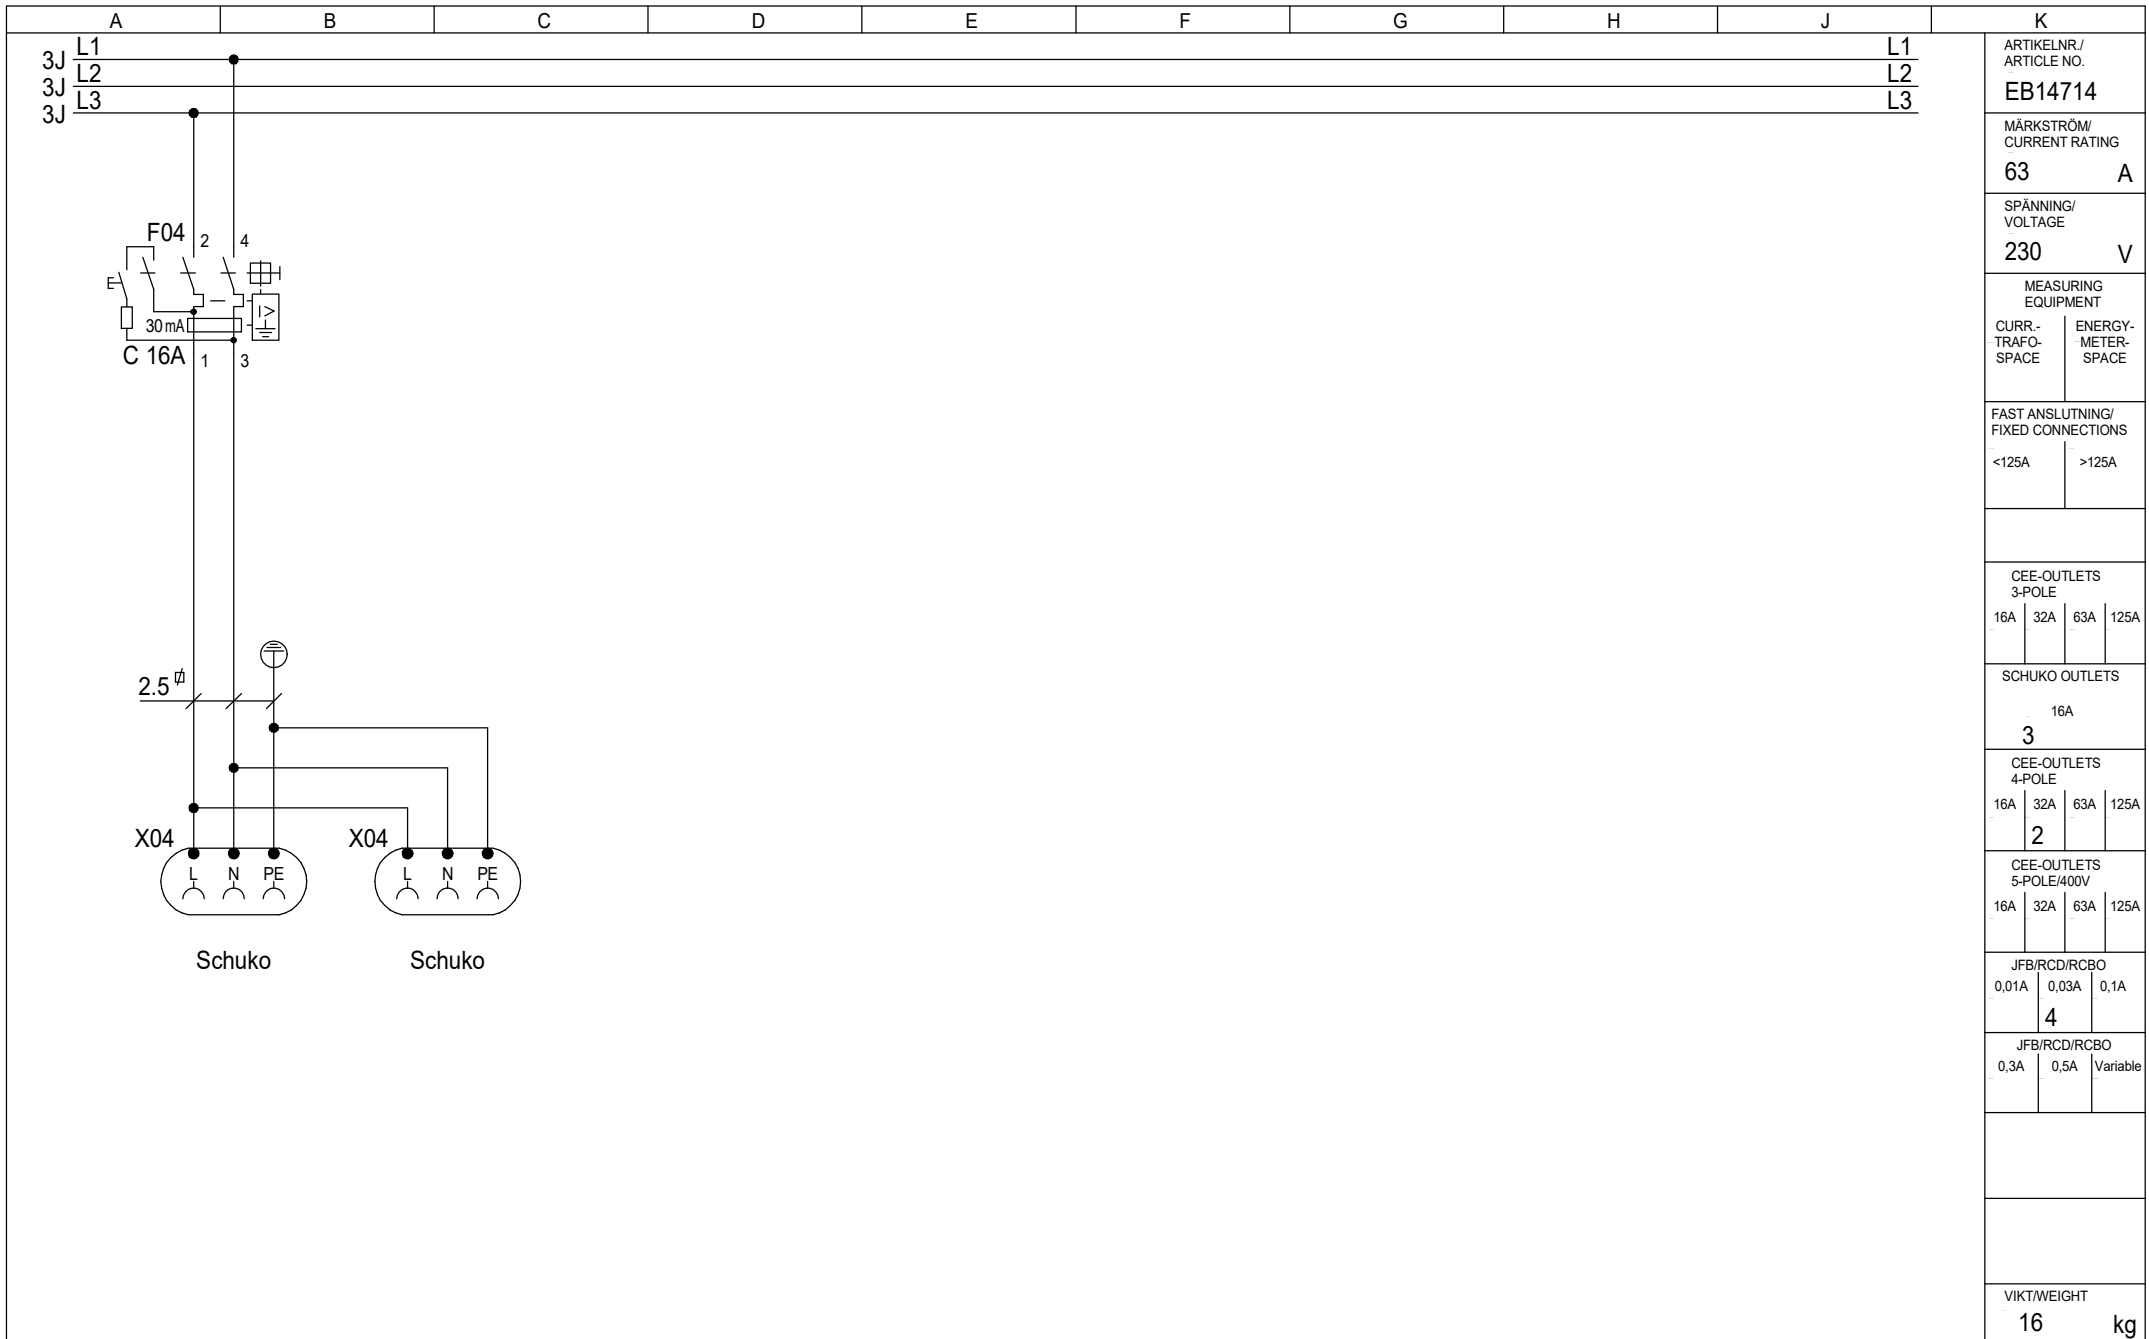 A B C D E F G H J K
3J L1 L1
3J L2 L2
3J L3 L3
F04 2 4
30 mA
I>
C 16A 1 3
2.5
X04 X04
L N PE L N PE
Schuko Schuko
ARTIKELNR./
ARTICLE NO.
EB14714
MÄRKSTRÖM/
CURRENT RATING
63 A
SPÄNNING/
VOLTAGE
230 V
MEASURING
EQUIPMENT
CURR.- ENERGY-
TRAFO- METER-
SPACE SPACE
FAST ANSLUTNING/
FIXED CONNECTIONS
<125A >125A
CEE-OUTLETS
3-POLE
16A 32A 63A 125A
SCHUKO OUTLETS
16A
3
CEE-OUTLETS
4-POLE
16A 32A 63A 125A
2
CEE-OUTLETS
5-POLE/400V
16A 32A 63A 125A
JFB/RCD/RCBO
0,01A 0,03A 0,1A
4
JFB/RCD/RCBO
0,3A 0,5A Variable
VIKT/WEIGHT
16 kg